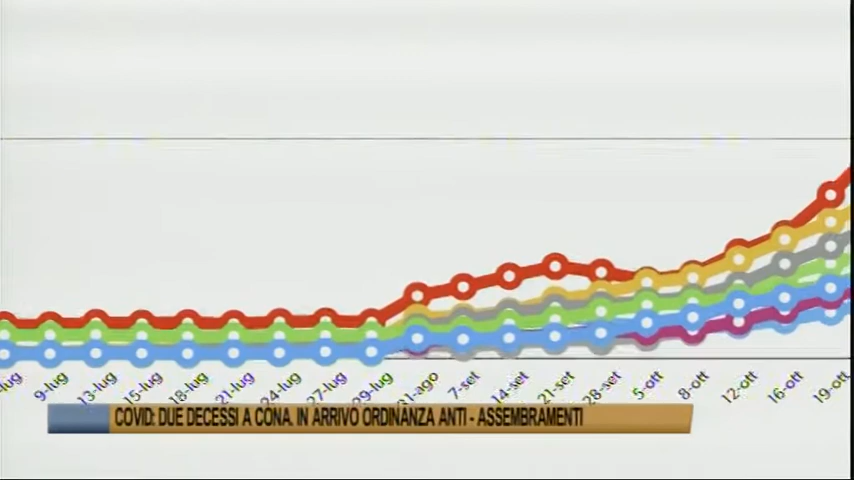 9-lug
13-lug
15-lug
18-lug
21-lug
24-lug
27-lug
29-lug
31-ago
7-set
14-set
21-set
28-set
5-ott
8-ott
12-ott
16-ott
19-ott
COVID: DUE DECESSI A CONA. IN ARRIVO ORDINANZA ANTI - ASSEMBRAMENTI